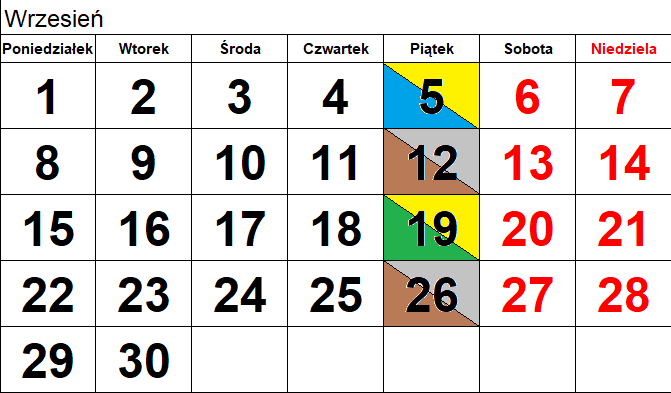 Wrzesień
Poniedziałek Wtorek Środa Czwartek Piątek Sobota Niedziela
1 2 3 4 5 6 7
8 9 10 11 12 13 14
15 16 17 18 19 20 21
22 23 24 25 26 27 28
29 30